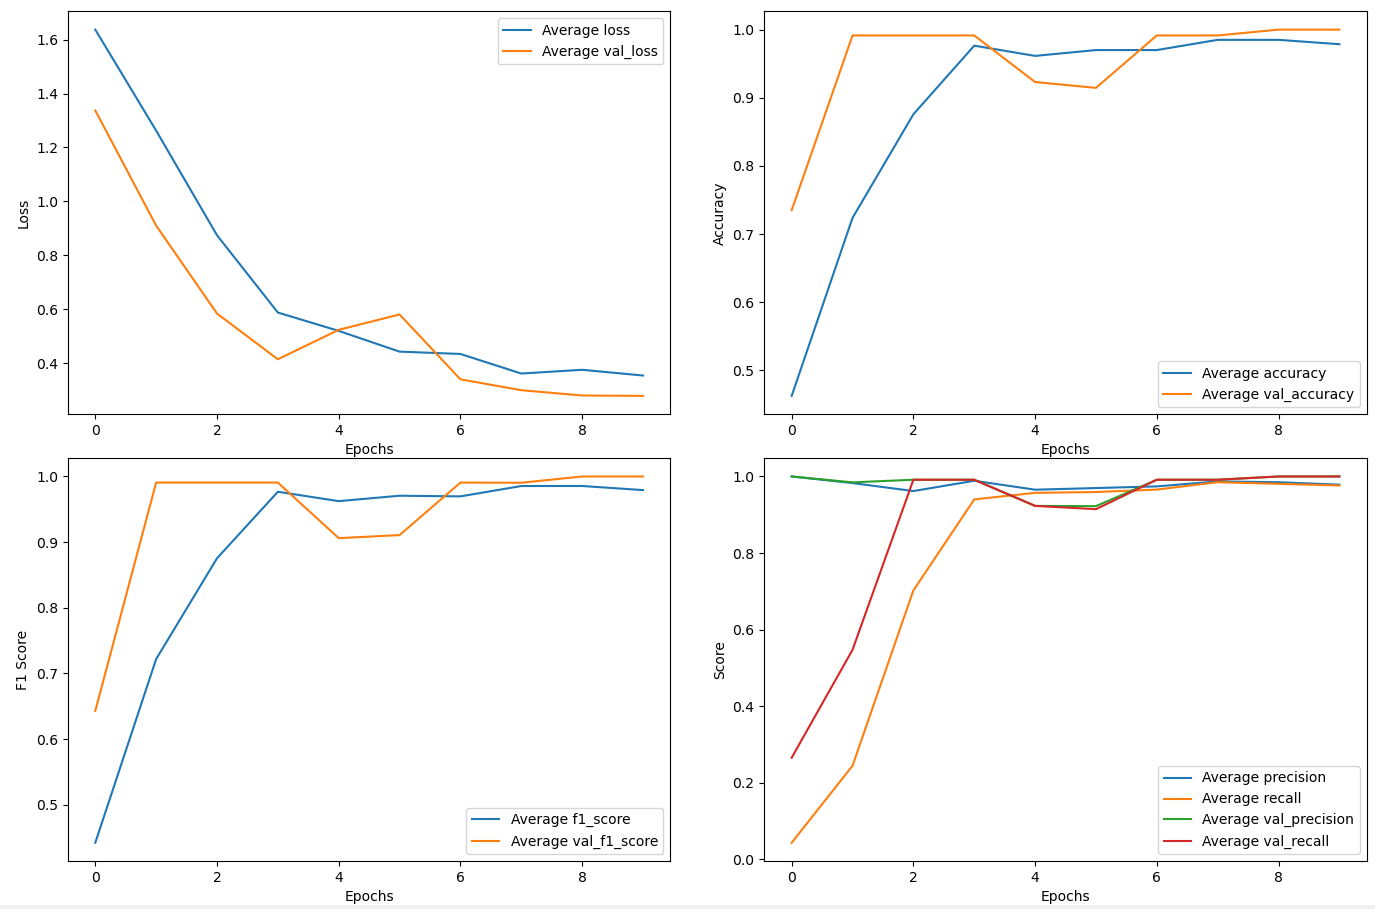 1.6
1.4
1.2
1.0
0.8
0.6
0.4
Loss
0 2 4 6 8
Epochs
Average loss
Average val_loss
1.0
0.9
0.8
0.7
0.6
0.5
Accuracy
0 2 4 6 8
Epochs
Average accuracy
Average val_accuracy
1.0
0.9
0.8
0.7
0.6
0.5
F1 Score
0 2 4 6 8
Epochs
Average f1_score
Average val_f1_score
1.0
0.8
0.6
0.4
0.2
0.0
Score
0 2 4 6 8
Epochs
Average precision
Average recall
Average val_precision
Average val_recall